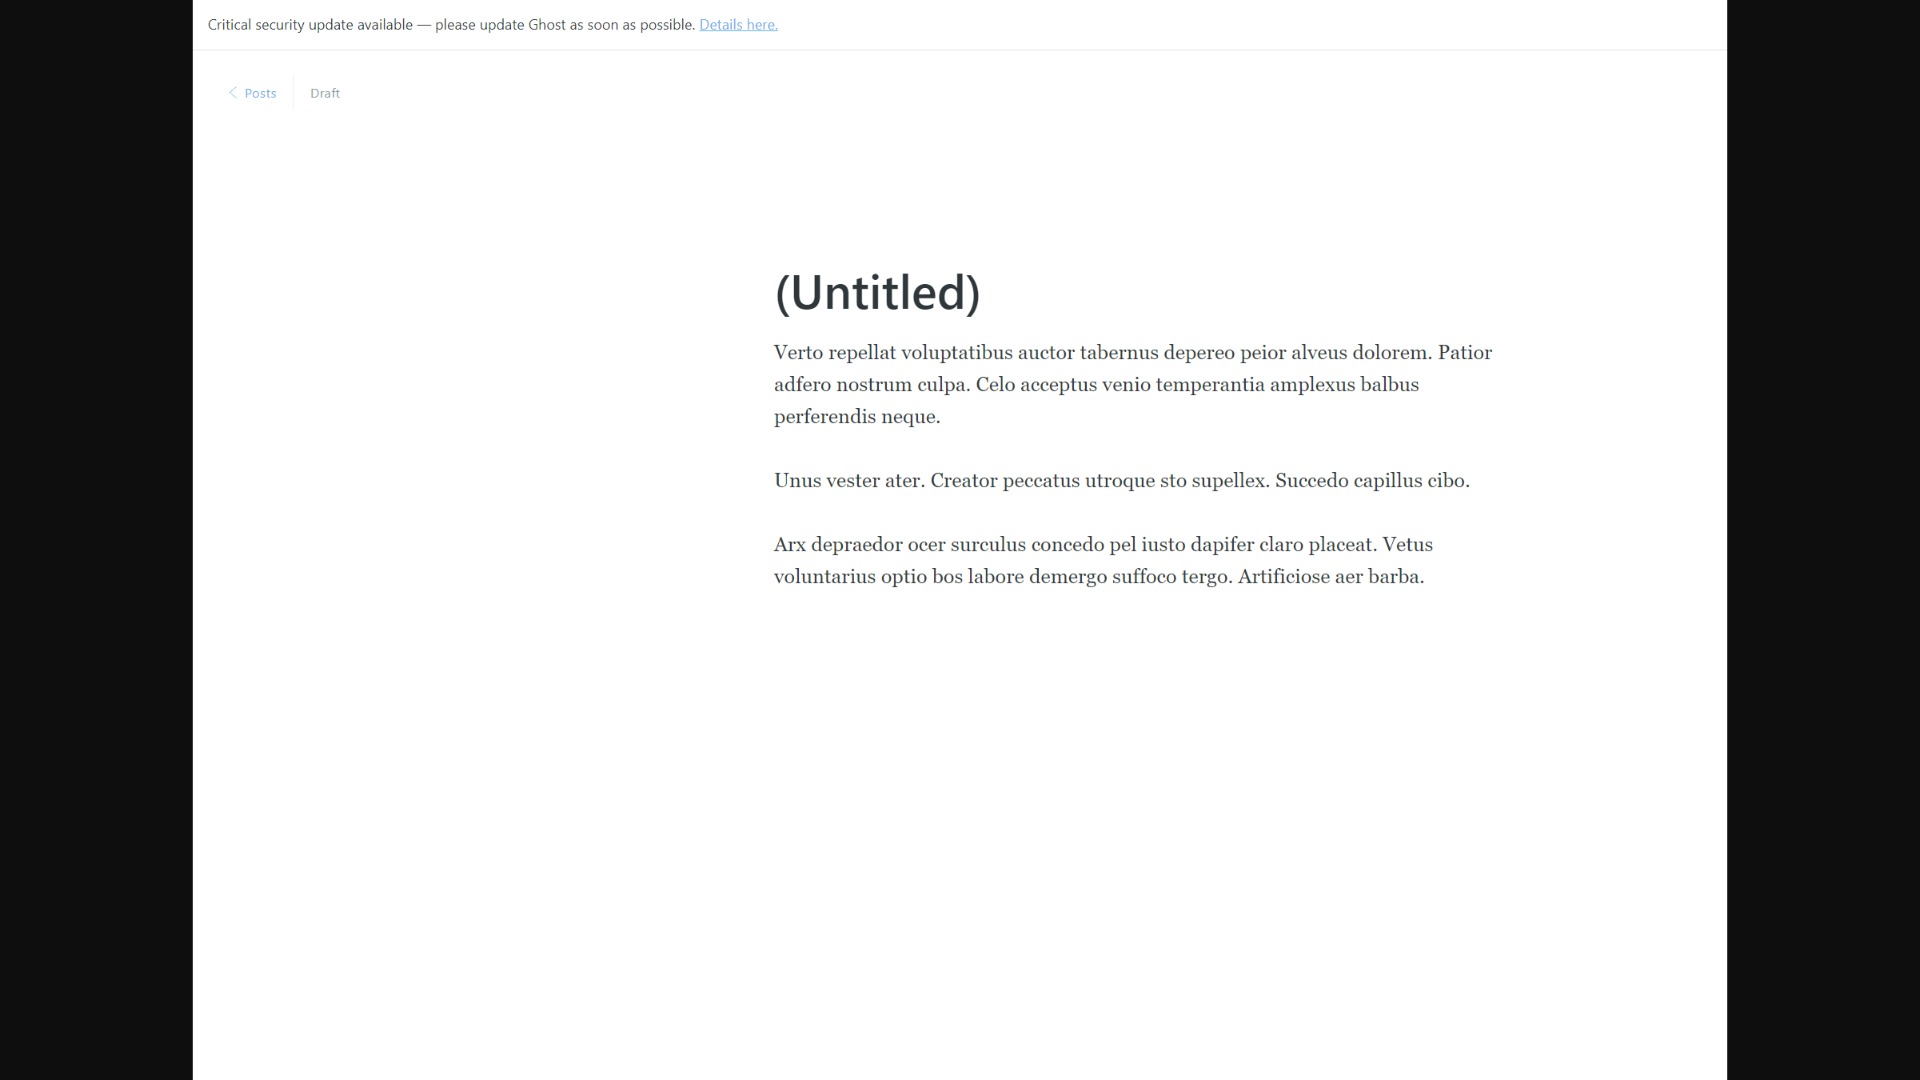 Critical security update available — please update Ghost as soon as possible. Details here.
Posts
Draft
(Untitled)
Verto repellat voluptatibus auctor tabernus depereo peior alveus dolorem. Patior
adfero nostrum culpa. Celo acceptus venio temperantia amplexus balbus
perferendis neque.
Unus vester ater. Creator peccatus utroque sto supellex. Succedo capillus cibo.
Arx depraedor ocer surculus concedo pel iusto dapifer claro placeat. Vetus
voluntarius optio bos labore demergo suffoco tergo. Artificiose aer barba.